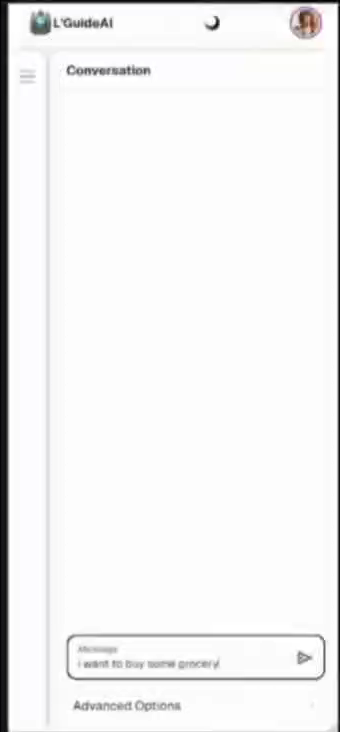 L'GuideAI
Conversation
Message
i want to buy some grocery
Advanced Options